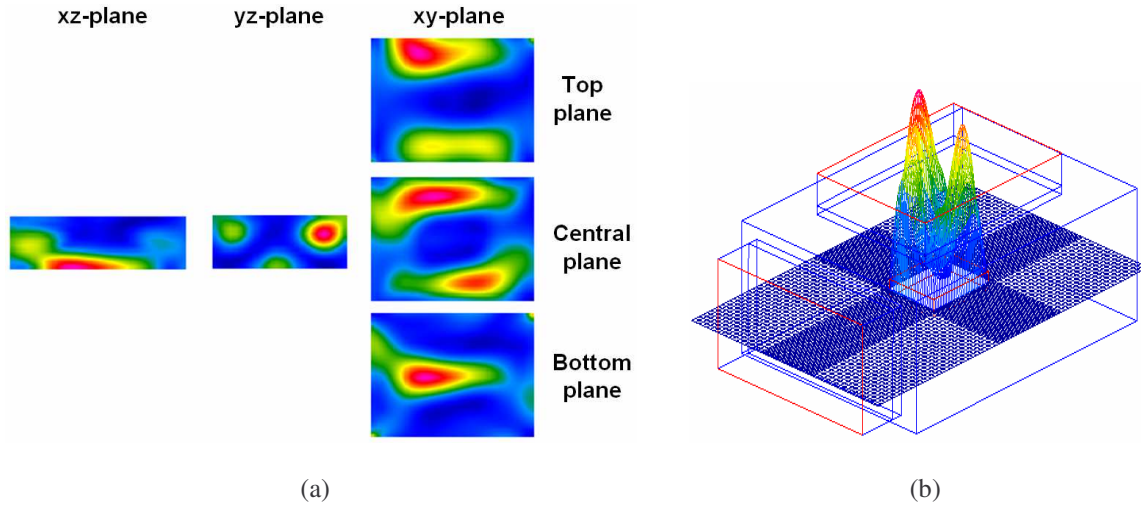 xz-plane yz-plane xy-plane
Top
plane
Central
plane
Bottom
plane
(a) (b)